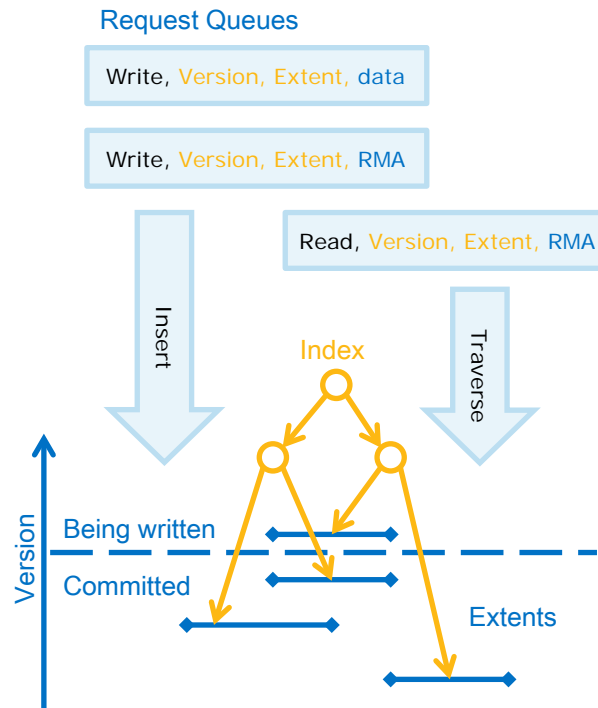 Request Queues
Write, Version, Extent, data
Write, Version, Extent, RMA
Read, Version, Extent, RMA
Insert
Traverse
Index
Version
Being written
Committed
Extents